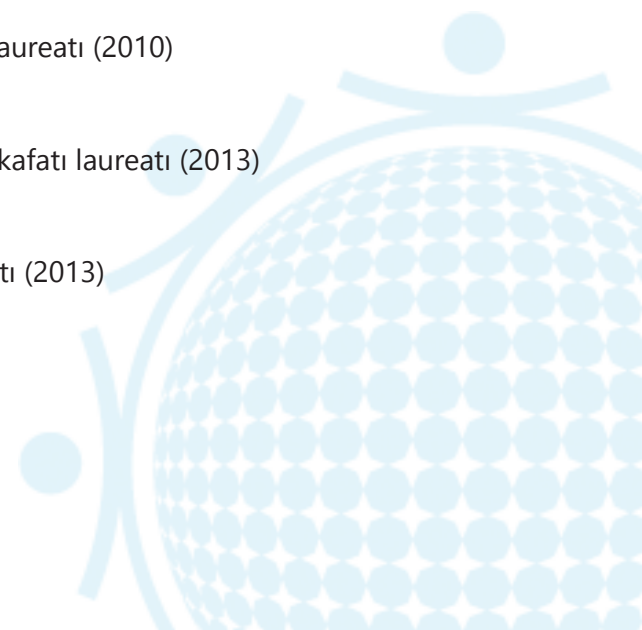 aureatı (2010)
kafatı laureatı (2013)
tı (2013)